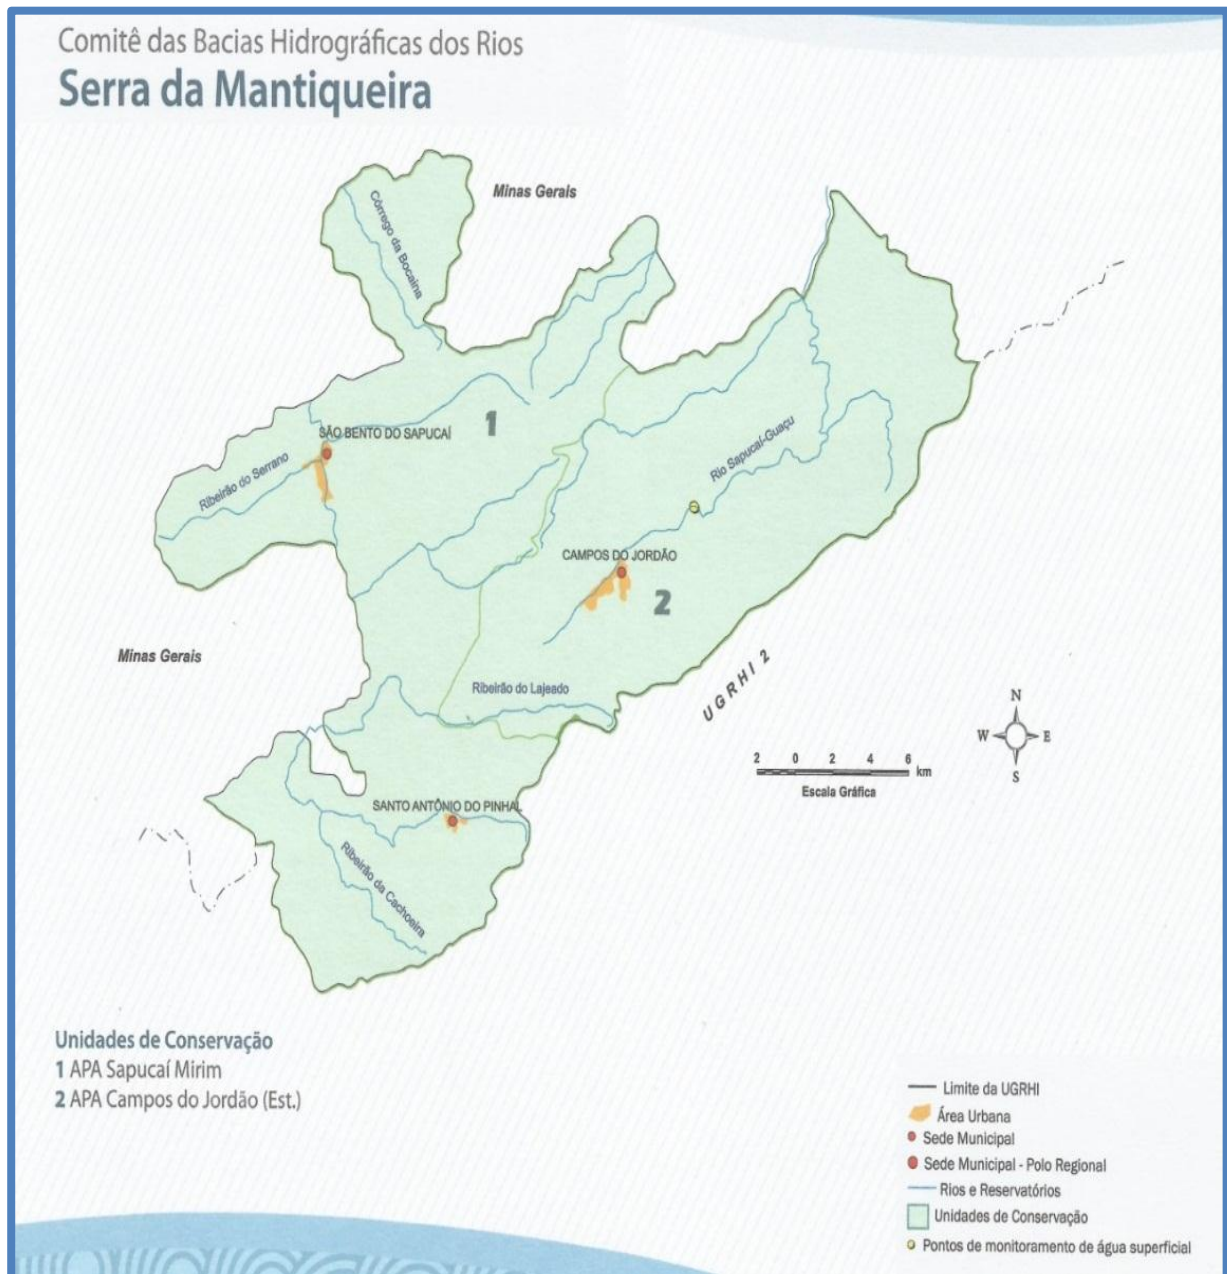 Comitê das Bacias Hidrográficas dos Rios
Serra da Mantiqueira
Minas Gerais
Córrego da Bocaina
1
SÃO BENTO DO SAPUCAÍ
Ribeirão do Serrano
Rio Sapucaí-Guaçu
CAMPOS DO JORDÃO
2
Minas Gerais
Ribeirão do Lajeado
UGRHI 2
N
W E
S
2 0 2 4 6 km
Escala Gráfica
SANTO ANTÔNIO DO PINHAL
Ribeirão da Cachoeira
Unidades de Conservação
1 APA Sapucaí Mirim
2 APA Campos do Jordão (Est.)
Limite da UGRHI
Área Urbana
Sede Municipal
Sede Municipal - Polo Regional
Rios e Reservatórios
Unidades de Conservação
Pontos de monitoramento de água superficial